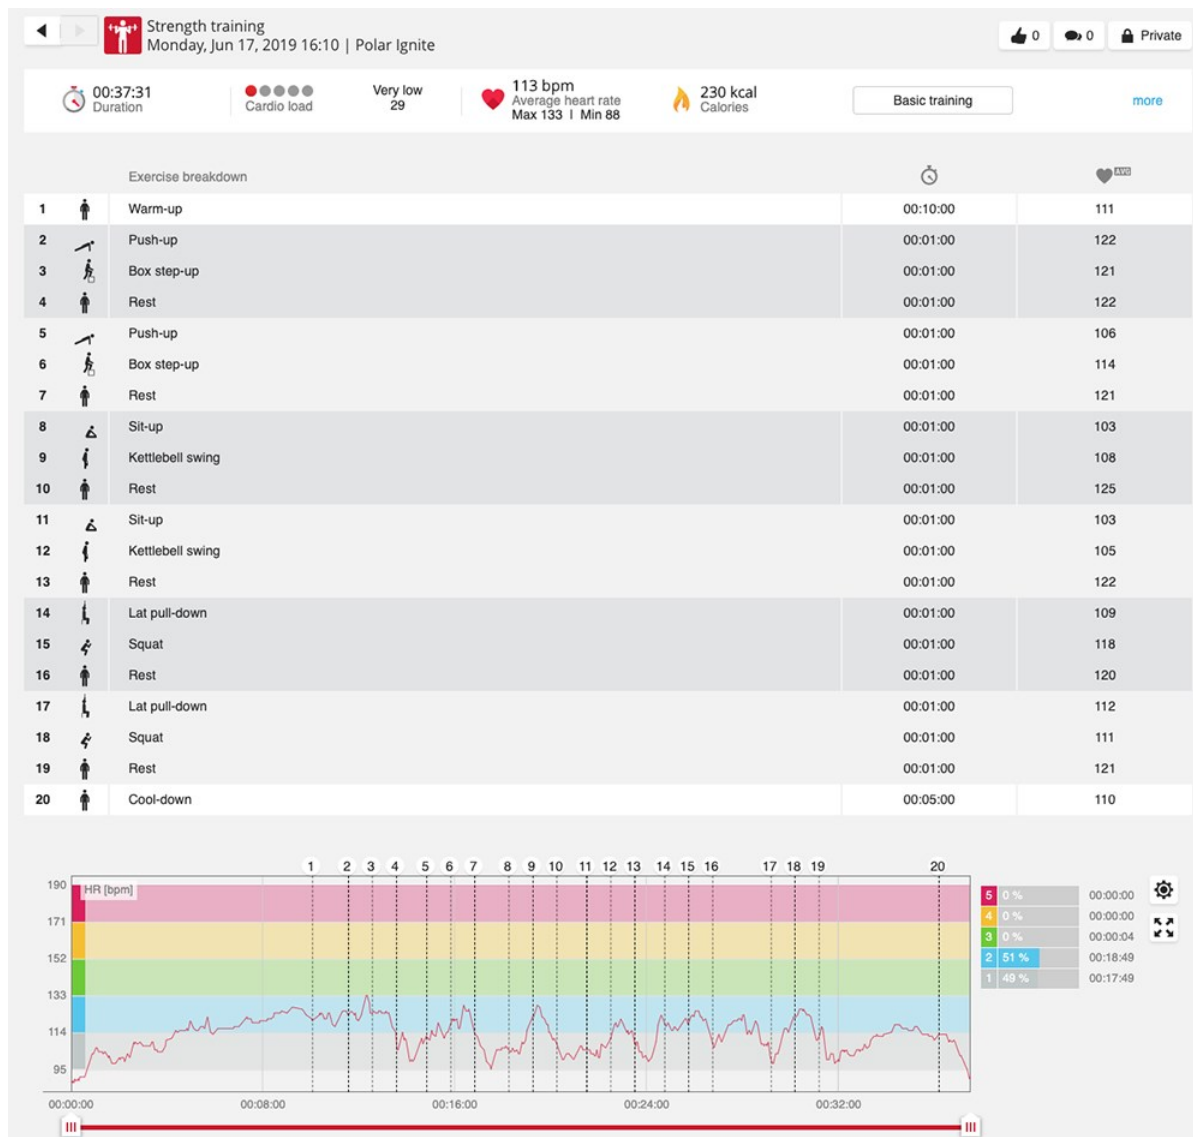 Strength training
Monday, Jun 17, 2019 16:10 | Polar Ignite
0 0 Private
00:37:31
Duration
Cardio load
Very low
29
113 bpm
Average heart rate
Max 133 | Min 88
230 kcal
Calories
Basic training
more
Exercise breakdown AVG
1 Warm-up 00:10:00 111
2 Push-up 00:01:00 122
3 Box step-up 00:01:00 121
4 Rest 00:01:00 122
5 Push-up 00:01:00 106
6 Box step-up 00:01:00 114
7 Rest 00:01:00 121
8 Sit-up 00:01:00 103
9 Kettlebell swing 00:01:00 108
10 Rest 00:01:00 125
11 Sit-up 00:01:00 103
12 Kettlebell swing 00:01:00 105
13 Rest 00:01:00 122
14 Lat pull-down 00:01:00 109
15 Squat 00:01:00 118
16 Rest 00:01:00 120
17 Lat pull-down 00:01:00 112
18 Squat 00:01:00 111
19 Rest 00:01:00 121
20 Cool-down 00:05:00 110
1 2 3 4 5 6 7 8 9 10 11 12 13 14 15 16 17 18 19 20
HR [bpm]
190
171
152
133
114
95
00:00:00 00:08:00 00:16:00 00:24:00 00:32:00
5 0 % 00:00:00
4 0 % 00:00:00
3 0 % 00:00:04
2 51 % 00:18:49
1 49 % 00:17:49